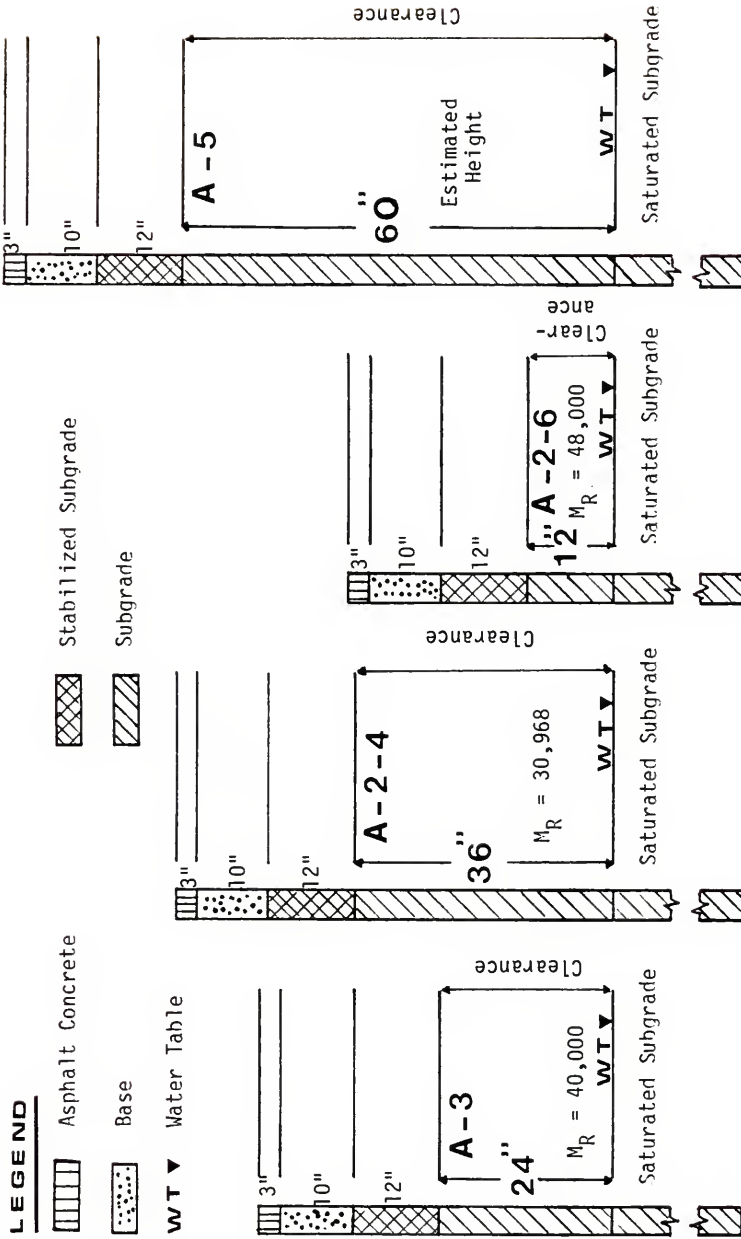 LEGEND
Asphalt Concrete
Base
WT ▼ Water Table
Stabilized Subgrade
Subgrade
3"
10"
12"
A-3
24"
M_R = 40,000
WT ▼
Clearance
Saturated Subgrade
3"
10"
12"
A-2-4
36"
M_R = 30,968
WT ▼
Clearance
Saturated Subgrade
3"
10"
12"
12" A-2-6
M_R = 48,000
WT ▼
Clear-
ance
Saturated Subgrade
3"
10"
12"
A-5
60"
Estimated
Height
WT ▼
Clearance
Saturated Subgrade